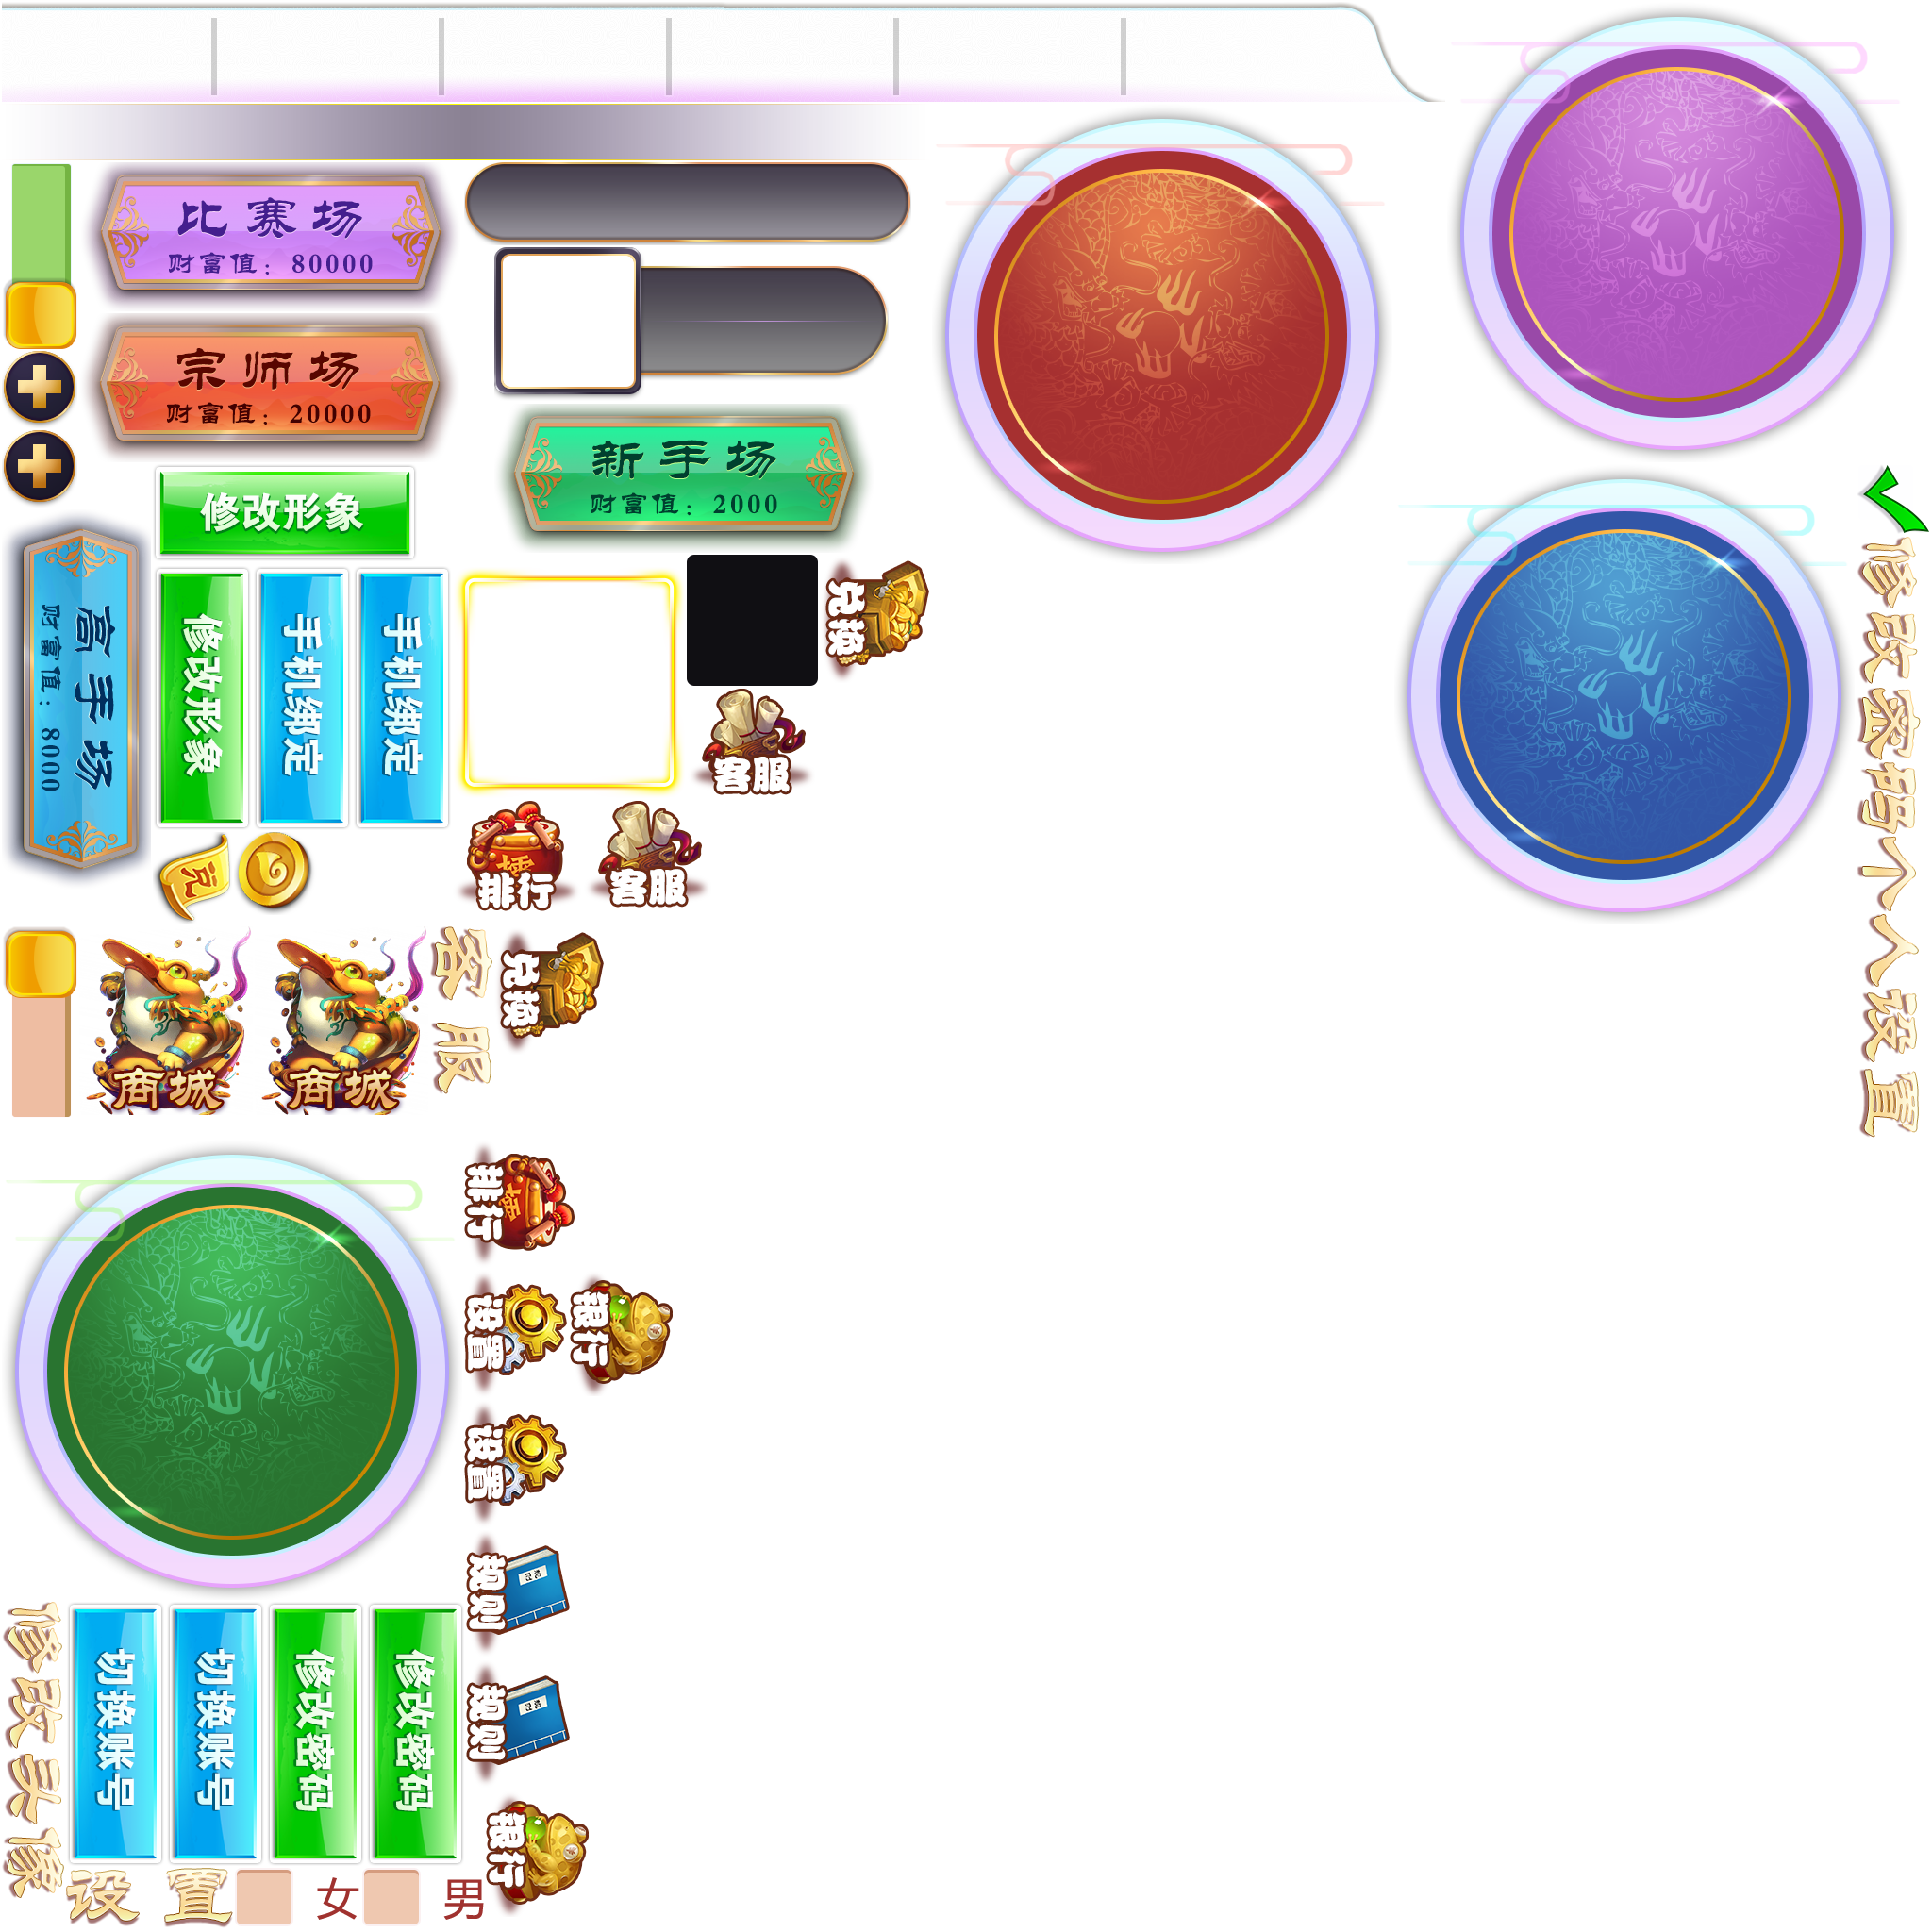 比赛场
财富值：80000
宗师场
财富值：20000
新手场
财富值：2000
修改形象
高手场
财富值：8000
修改形象
手机绑定
手机绑定
兑换
客服
兑
擂
排行
客服
商城
商城
客服
兑换
修改密码
个人设置
擂
排行
设置
银行
设置
规则
规则
银行
修改头像
切换账号
切换账号
修改密码
修改密码
设置
女
男